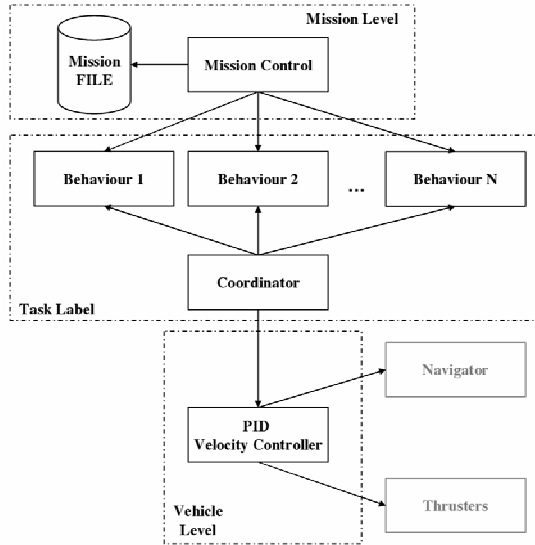 Mission Level
Mission
FILE
Mission Control
Behaviour 1
Behaviour 2
...
Behaviour N
Coordinator
Task Label
Navigator
PID
Velocity Controller
Thrusters
Vehicle
Level